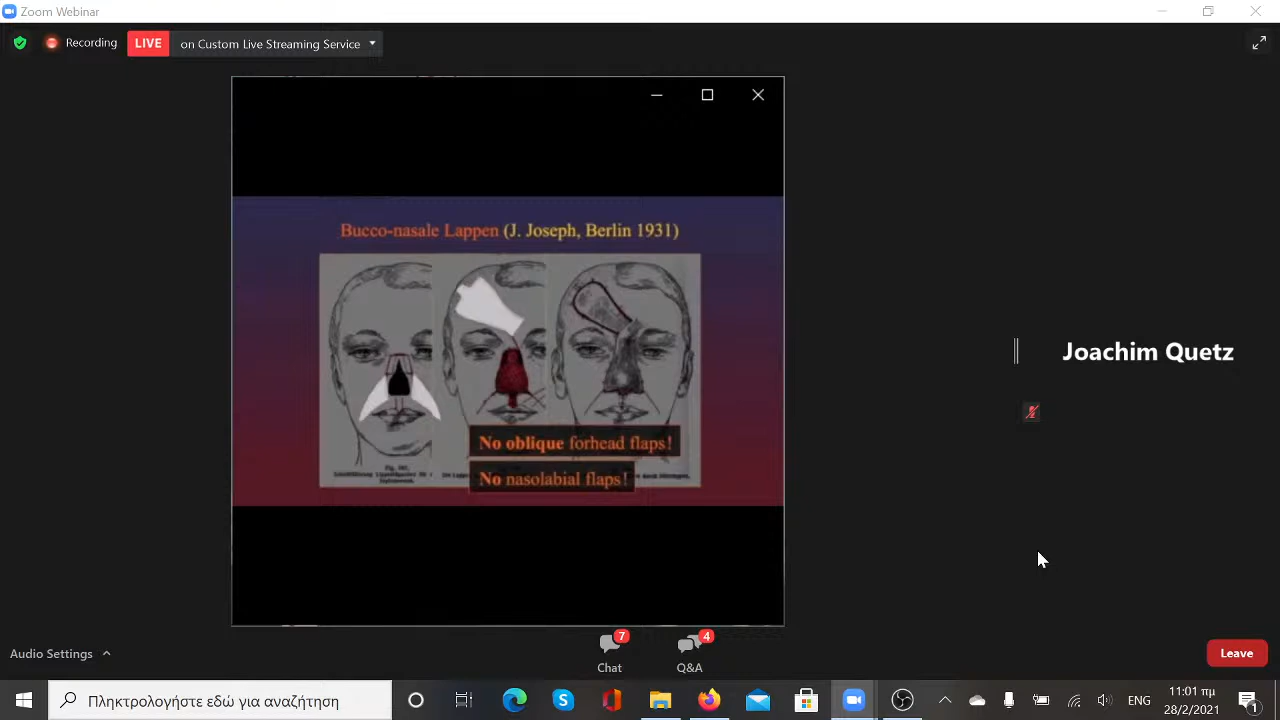 Zoom Webinar
Recording
LIVE on Custom Live Streaming Service
Bucco-nasale Lappen (J. Joseph, Berlin 1931)
No oblique forhead flaps!
No nasolabial flaps!
Joachim Quetz
7
4
Audio Settings
Chat
Q&A
Leave
Πληκτρολογήστε εδώ για αναζήτηση
ENG
11:01 πμ
28/2/2021
1